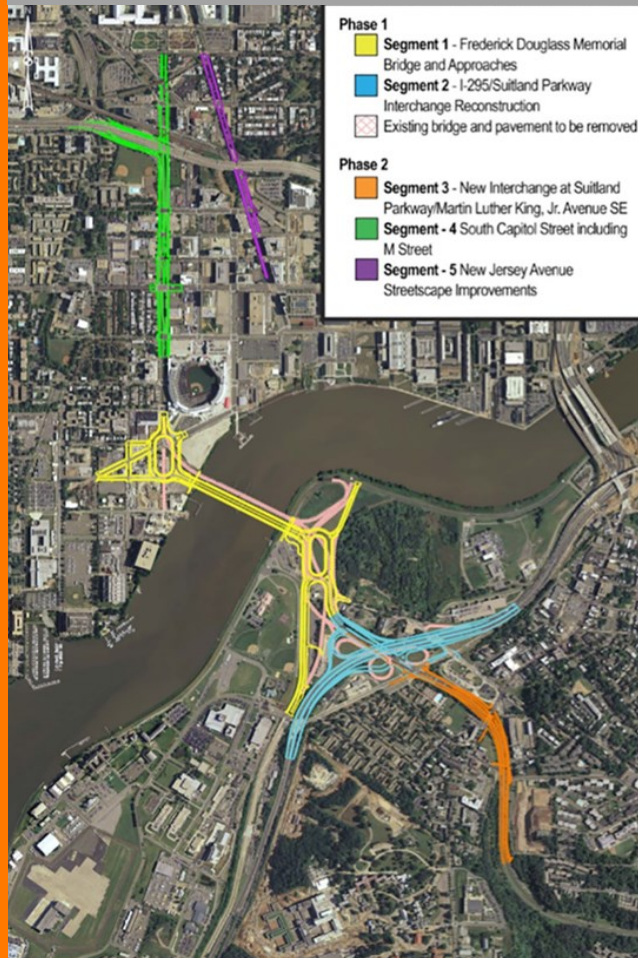 Phase 1
Segment 1 - Frederick Douglass Memorial
Bridge and Approaches
Segment 2 - I-295/Suitland Parkway
Interchange Reconstruction
Existing bridge and pavement to be removed
Phase 2
Segment 3 - New Interchange at Suitland
Parkway/Martin Luther King, Jr. Avenue SE
Segment - 4 South Capitol Street including
M Street
Segment - 5 New Jersey Avenue
Streetscape Improvements